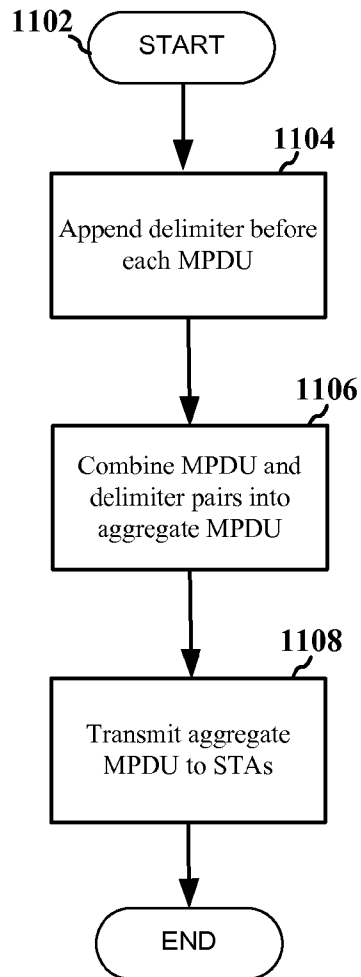 1102
START
1104
Append delimiter before
each MPDU
1106
Combine MPDU and
delimiter pairs into
aggregate MPDU
1108
Transmit aggregate
MPDU to STAs
END